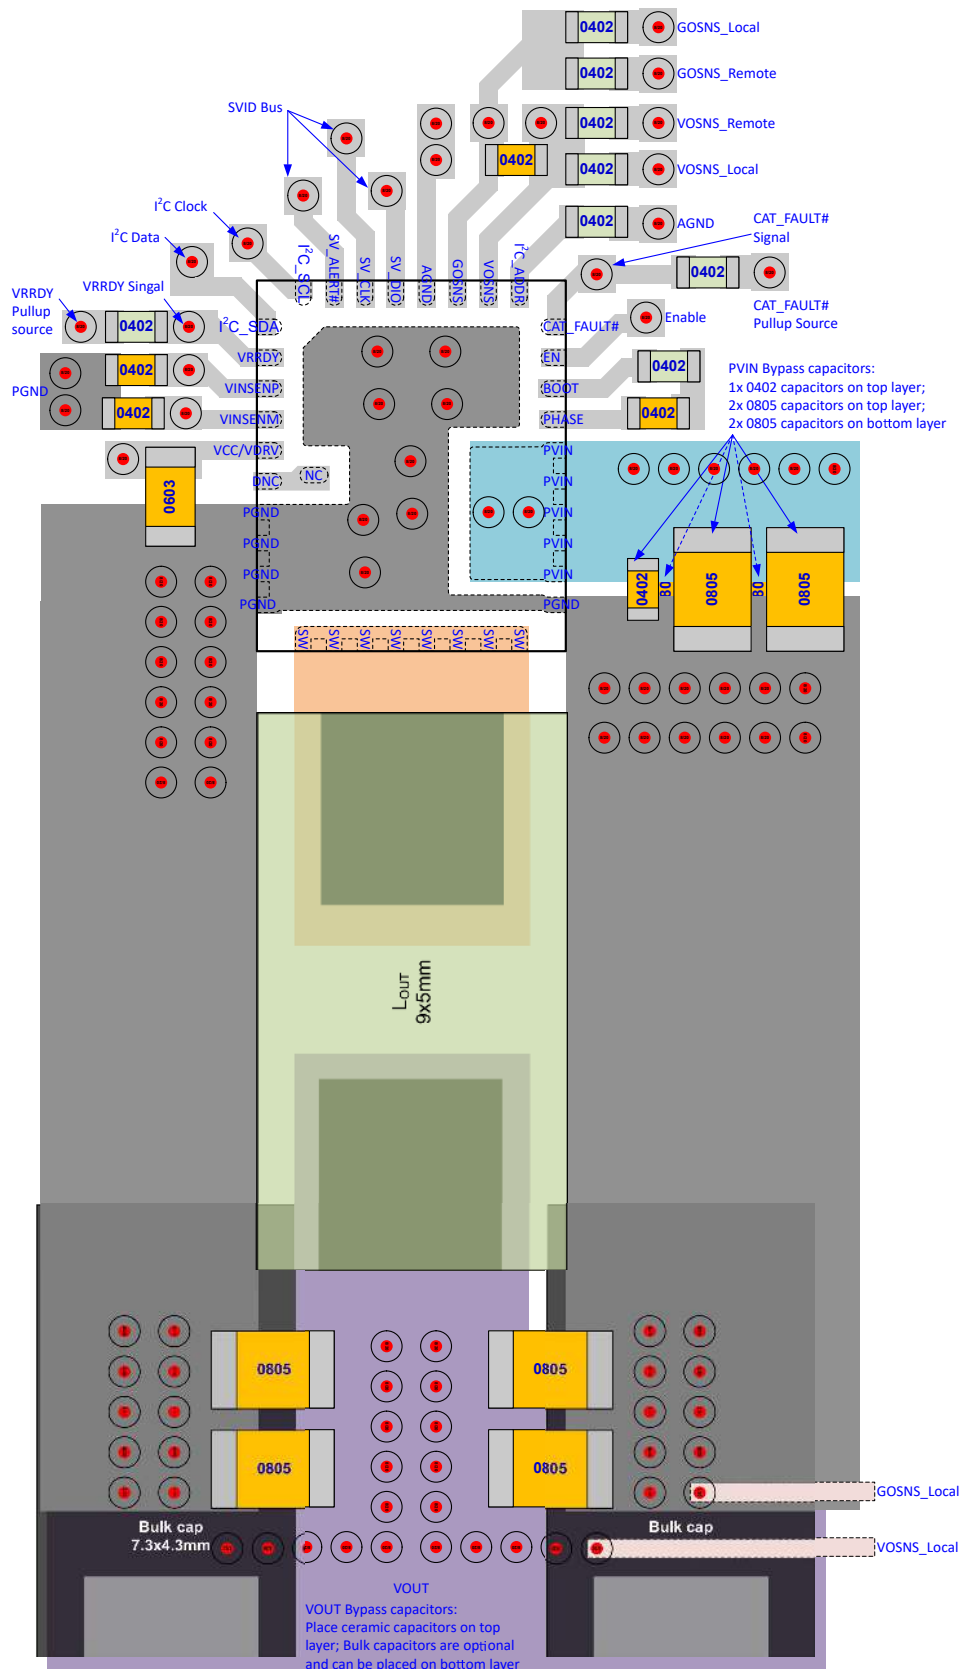 0402
GOSNS_Local
0402
GOSNS_Remote
SVID Bus
0402
VOSNS_Remote
0402
0402
VOSNS_Local
I²C Clock
0402
AGND
CAT_FAULT#
Signal
I²C Data
0402
CAT_FAULT#
Pullup Source
I²C_SCL
SV_ALERT#
SV_CLK
SV_DIO
AGND
GOSNS
VOSNS
I²C_ADDR
VRRDY
Pullup
source
VRRDY Singal
0402
I²C_SDA
CAT_FAULT#
Enable
VRRDY
EN
PGND
0402
VINSENP
BOOT
0402
0402
VINSENM
PHASE
0402
PVIN Bypass capacitors:
1x 0402 capacitors on top layer;
2x 0805 capacitors on top layer;
2x 0805 capacitors on bottom layer
VCC/VDRV
PVIN
0603
DNC
NC
PVIN
PGND
PVIN
PGND
PVIN
PGND
PVIN
PGND
PGND
0402
80
0805
80
0805
SW
SW
SW
SW
SW
SW
SW
SW
LOUT
9x5mm
0805
0805
0805
0805
GOSNS_Local
Bulk cap
7.3x4.3mm
Bulk cap
VOSNS_Local
VOUT
VOUT Bypass capacitors:
Place ceramic capacitors on top
layer; Bulk capacitors are optional
and can be placed on bottom layer